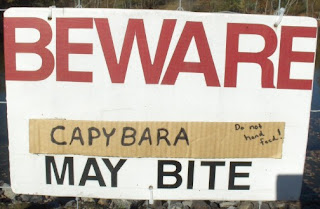 BEWARE
CAPYBARA
Do not
hand
feed!
MAY BITE